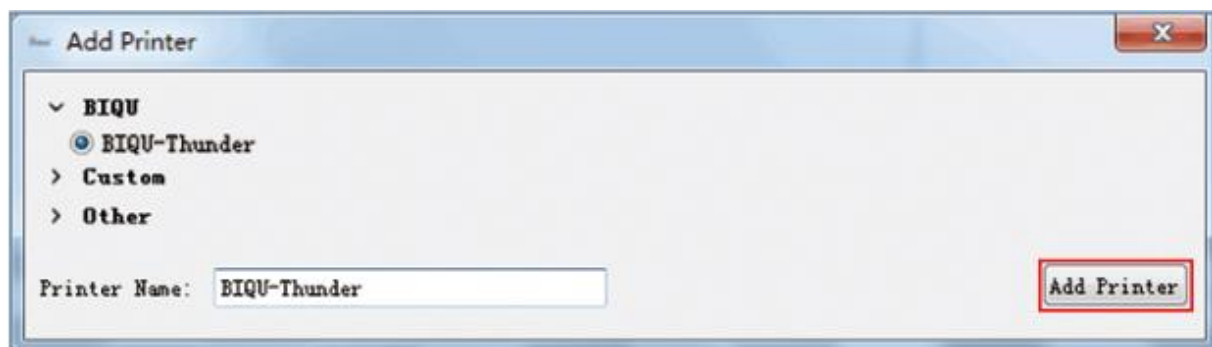 Add Printer
BIQU
BIQU-Thunder
Custom
Other
Printer Name: BIQU-Thunder Add Printer